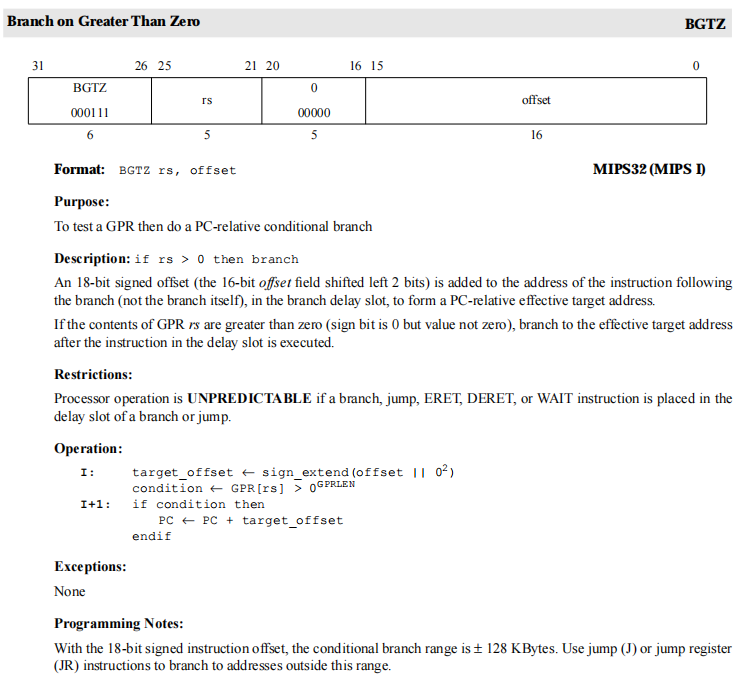 Branch on Greater Than Zero BGTZ
31 26 25 21 20 16 15 0
BGTZ 0
rs offset
000111 00000
6 5 5 16
Format: BGTZ rs, offset MIPS32 (MIPS I)
Purpose:
To test a GPR then do a PC-relative conditional branch
Description: if rs > 0 then branch
An 18-bit signed offset (the 16-bit offset field shifted left 2 bits) is added to the address of the instruction following
the branch (not the branch itself), in the branch delay slot, to form a PC-relative effective target address.
If the contents of GPR rs are greater than zero (sign bit is 0 but value not zero), branch to the effective target address
after the instruction in the delay slot is executed.
Restrictions:
Processor operation is UNPREDICTABLE if a branch, jump, ERET, DERET, or WAIT instruction is placed in the
delay slot of a branch or jump.
Operation:
I: target_offset ← sign_extend(offset || 0²)
condition ← GPR[rs] > 0ᴳᴾᴿᴸᴱᴺ
I+1: if condition then
PC ← PC + target_offset
endif
Exceptions:
None
Programming Notes:
With the 18-bit signed instruction offset, the conditional branch range is ± 128 KBytes. Use jump (J) or jump register
(JR) instructions to branch to addresses outside this range.